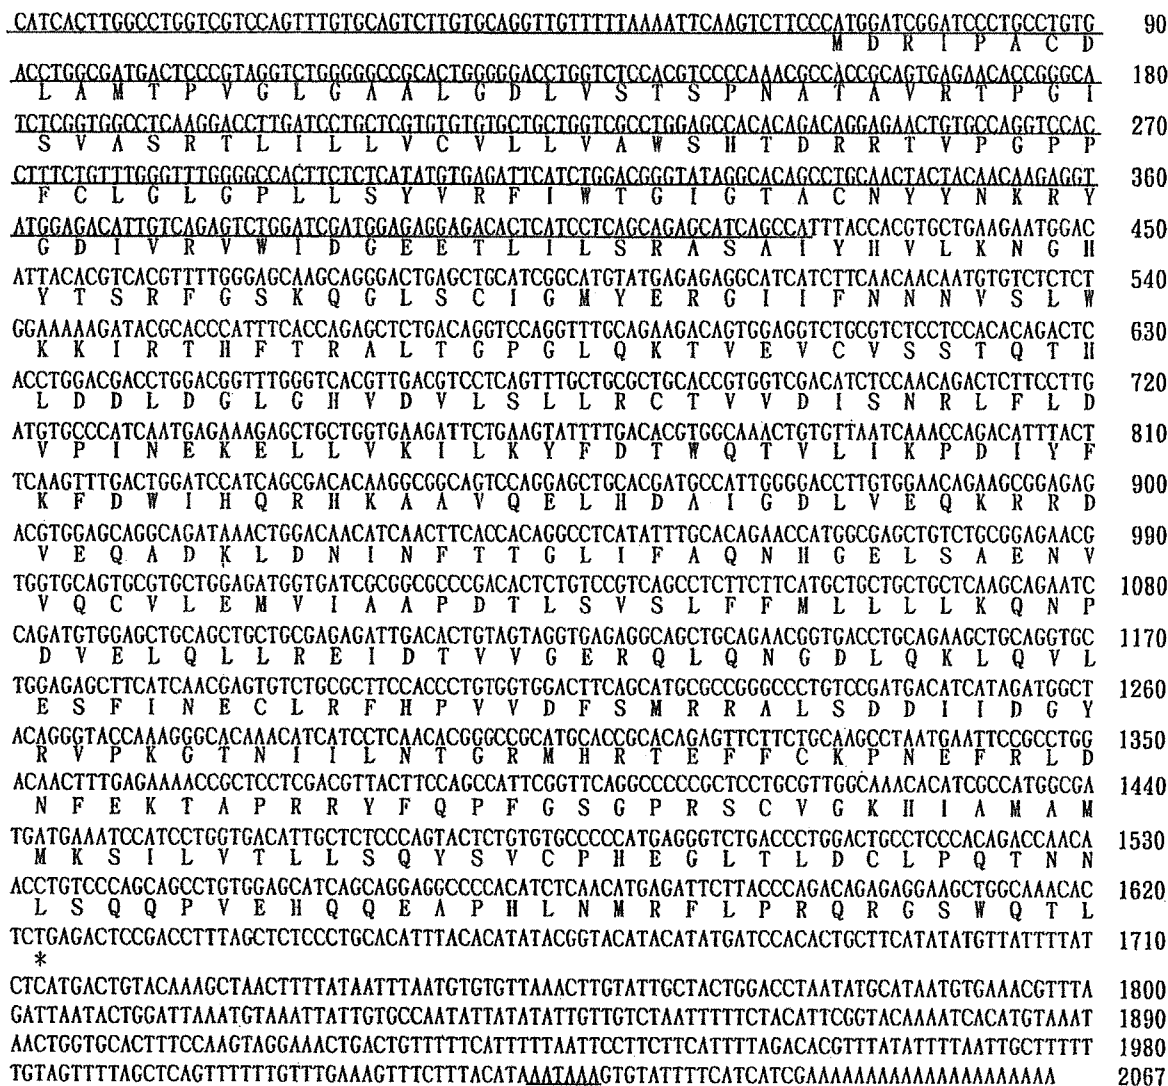 CATCACTTGGCCTGGTCGTCCAGTTTGTGCAGTCTTGTGCAGGTTGTTTTTAAAATTCAAGTCTTCCCATGGATCGGATCCCTGCCTGTG 90
M D R I P A C D
ACCTGGCGATGACTCCCGTAGGTCTGGGGGCCGCACTGGGGGACCTGGTCTCCACGTCCCCAAACGCCACCGCAGTGAGAACACCGGGCA 180
L A M T P V G L G A A L G D L V S T S P N A T A V R T P G I
TCTCGGTGGCCTCAAGGACCTTGATCCTGCTCGTGTGTGTGCTGCTGGTCGCCTGGAGCCACACAGACAGGAGAACTGTGCCAGGTCCAC 270
S V A S R T L I L L V C V L L V A W S H T D R R T V P G P P
CTTTCTGTTTGGGTTTGGGGCCACTTCTCTCATATGTGAGATTCATCTGGACGGGTATAGGCACAGCCTGCAACTACTACAACAAGAGGT 360
F C L G L G P L L S Y V R F I W T G I G T A C N Y Y N K R Y
ATGGAGACATTGTCAGAGTCTGGATCGATGGAGAGGAGACACTCATCCTCAGCAGAGCATCAGCCATTTACCACGTGCTGAAGAATGGAC 450
G D I V R V W I D G E E T L I L S R A S A I Y H V L K N G H
ATTACACGTCACGTTTTGGGAGCAAGCAGGGACTGAGCTGCATCGGCATGTATGAGAGAGGCATCATCTTCAACAACAATGTGTCTCTCT 540
Y T S R F G S K Q G L S C I G M Y E R G I I F N N N V S L W
GGAAAAAGATACGCACCCATTTCACCAGAGCTCTGACAGGTCCAGGTTTGCAGAAGACAGTGGAGGTCTGCGTCTCCTCCACACAGACTC 630
K K I R T H F T R A L T G P G L Q K T V E V C V S S T Q T H
ACCTGGACGACCTGGACGGTTTGGGTCACGTTGACGTCCTCAGTTTGCTGCGCTGCACCGTGGTCGACATCTCCAACAGACTCTTCCTTG 720
L D D L D G L G H V D V L S L L R C T V V D I S N R L F L D
ATGTGCCCATCAATGAGAAAGAGCTGCTGGTGAAGATTCTGAAGTATTTTGACACGTGGCAAACTGTGTTAATCAAACCAGACATTTACT 810
V P I N E K E L L V K I L K Y F D T W Q T V L I K P D I Y F
TCAAGTTTGACTGGATCCATCAGCGACACAAGGCGGCAGTCCAGGAGCTGCACGATGCCATTGGGGACCTTGTGGAACAGAAGCGGAGAG 900
K F D W I H Q R H K A A V Q E L H D A I G D L V E Q K R R D
ACGTGGAGCAGGCAGATAAACTGGACAACATCAACTTCACCACAGGCCTCATATTTGCACAGAACCATGGCGAGCTGTCTGCGGAGAACG 990
V E Q A D K L D N I N F T T G L I F A Q N H G E L S A E N V
TGGTGCAGTGCGTGCTGGAGATGGTGATCGCGGCGCCCGACACTCTGTCCGTCAGCCTCTTCTTCATGCTGCTGCTGCTCAAGCAGAATC 1080
V Q C V L E M V I A A P D T L S V S L F F M L L L L K Q N P
CAGATGTGGAGCTGCAGCTGCTGCGAGAGATTGACACTGTAGTAGGTGAGAGGCAGCTGCAGAACGGTGACCTGCAGAAGCTGCAGGTGC 1170
D V E L Q L L R E I D T V V G E R Q L Q N G D L Q K L Q V L
TGGAGAGCTTCATCAACGAGTGTCTGCGCTTCCACCCTGTGGTGGACTTCAGCATGCGCCGGGCCCTGTCCGATGACATCATAGATGGCT 1260
E S F I N E C L R F H P V V D F S M R R A L S D D I I D G Y
ACAGGGTACCAAAGGGCACAAACATCATCCTCAACACGGGCCGCATGCACCGCACAGAGTTCTTCTGCAAGCCTAATGAATTCCGCCTGG 1350
R V P K G T N I I L N T G R M H R T E F F C K P N E F R L D
ACAACTTTGAGAAAACCGCTCCTCGACGTTACTTCCAGCCATTCGGTTCAGGCCCCCGCTCCTGCGTTGGCAAACACATCGCCATGGCGA 1440
N F E K T A P R R Y F Q P F G S G P R S C V G K H I A M A M
TGATGAAATCCATCCTGGTGACATTGCTCTCCCAGTACTCTGTGTGCCCCCATGAGGGTCTGACCCTGGACTGCCTCCCACAGACCAACA 1530
M K S I L V T L L S Q Y S V C P H E G L T L D C L P Q T N N
ACCTGTCCCAGCAGCCTGTGGAGCATCAGCAGGAGGCCCCACATCTCAACATGAGATTCTTACCCAGACAGAGAGGAAGCTGGCAAACAC 1620
L S Q Q P V E H Q Q E A P H L N M R F L P R Q R G S W Q T L
TCTGAGACTCCGACCTTTAGCTCTCCCTGCACATTTACACATATACGGTACATACATATGATCCACACTGCTTCATATATGTTATTTTAT 1710
*
CTCATGACTGTACAAAGCTAACTTTTATAATTTAATGTGTGTTAAACTTGTATTGCTACTGGACCTAATATGCATAATGTGAAACGTTTA 1800
GATTAATACTGGATTAAATGTAAATTATTGTGCCAATATTATATATTGTTGTCTAATTTTTCTACATTCGGTACAAAATCACATGTAAAT 1890
AACTGGTGCACTTTCCAAGTAGGAAACTGACTGTTTTTCATTTTTAATTCCTTCTTCATTTTAGACACGTTTATATTTTAATTGCTTTTT 1980
TGTAGTTTTAGCTCAGTTTTTTGTTTGAAAGTTTCTTTACATAAATAAAGTGTATTTTCATCATCGAAAAAAAAAAAAAAAAAAAA 2067